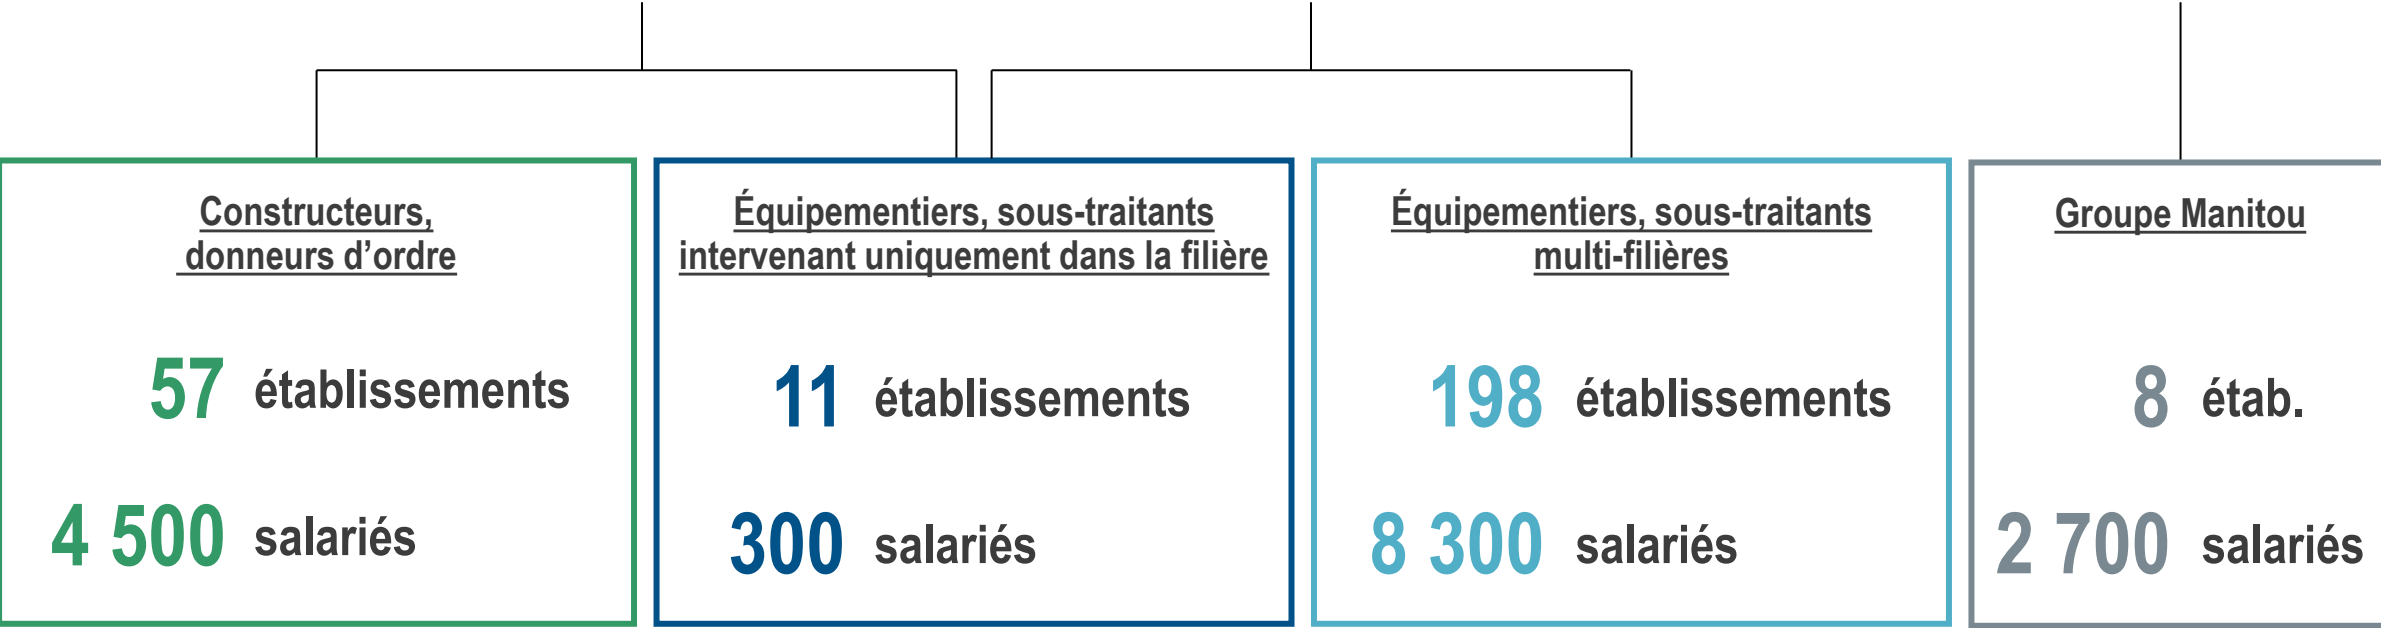 Constructeurs,
donneurs d’ordre
57 établissements
4 500 salariés
Équipementiers, sous-traitants
intervenant uniquement dans la filière
11 établissements
300 salariés
Équipementiers, sous-traitants
multi-filières
198 établissements
8 300 salariés
Groupe Manitou
8 étab.
2 700 salariés